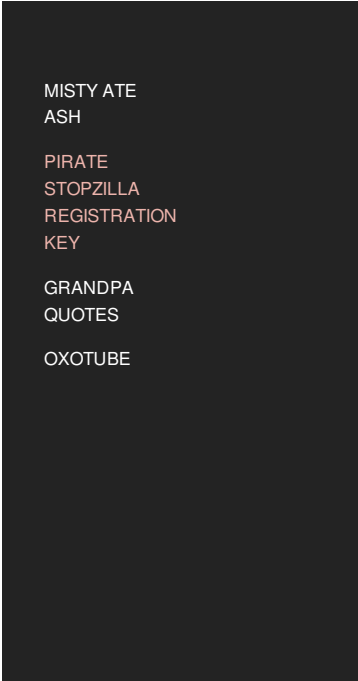 MISTY ATE
ASH
PIRATE
STOPZILLA
REGISTRATION
KEY
GRANDPA
QUOTES
OXOTUBE